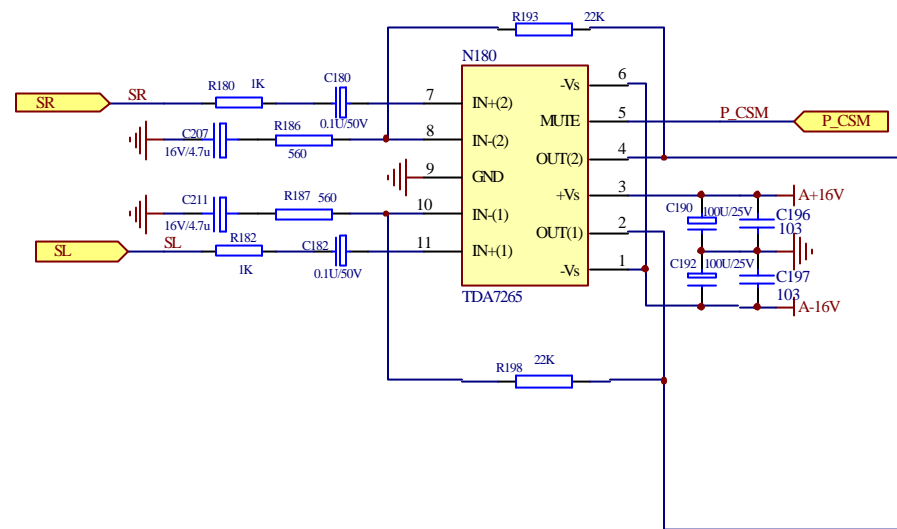 R193 22K
N180
SR SR R180 1K C180 0.1U/50V
7 IN+(2) -Vs 6
C207 16V/4.7u R186 560
8 IN-(2) MUTE 5 P_CSM P_CSM
9 GND OUT(2) 4
C211 16V/4.7u R187 560
10 IN-(1) +Vs 3 A+16V
SL SL R182 1K C182 0.1U/50V
11 IN+(1) OUT(1) 2
-Vs 1
TDA7265
C190 100U/25V C196 103
C192 100U/25V C197 103
A-16V
R198 22K